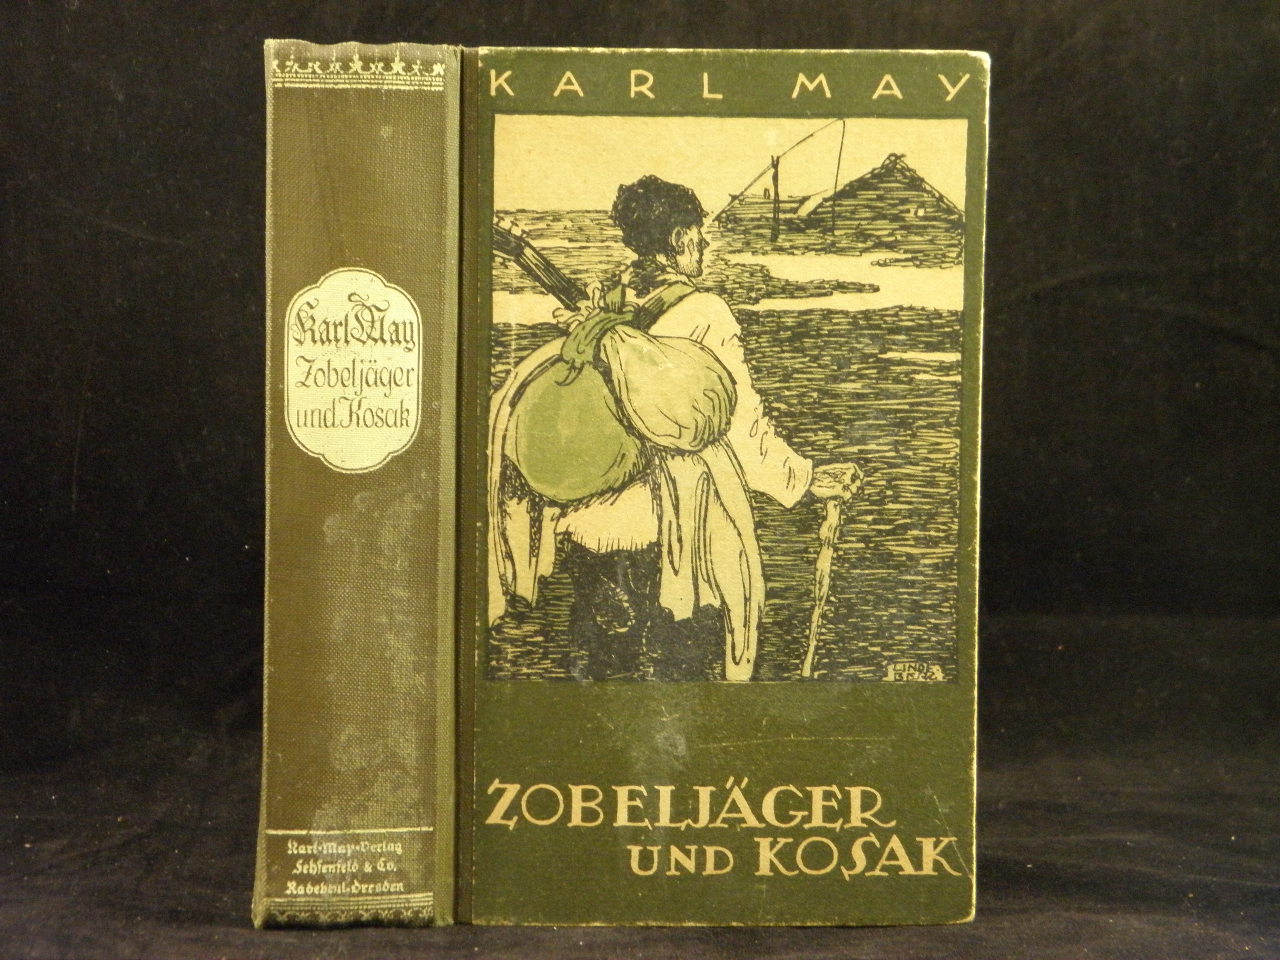 Karl May
Zobeljäger
und Kosak
Karl-May-Verlag
Fehsenfeld & Co.
Radebeul-Dresden
KARL MAY
ZOBELJÄGER
UND KOSAK